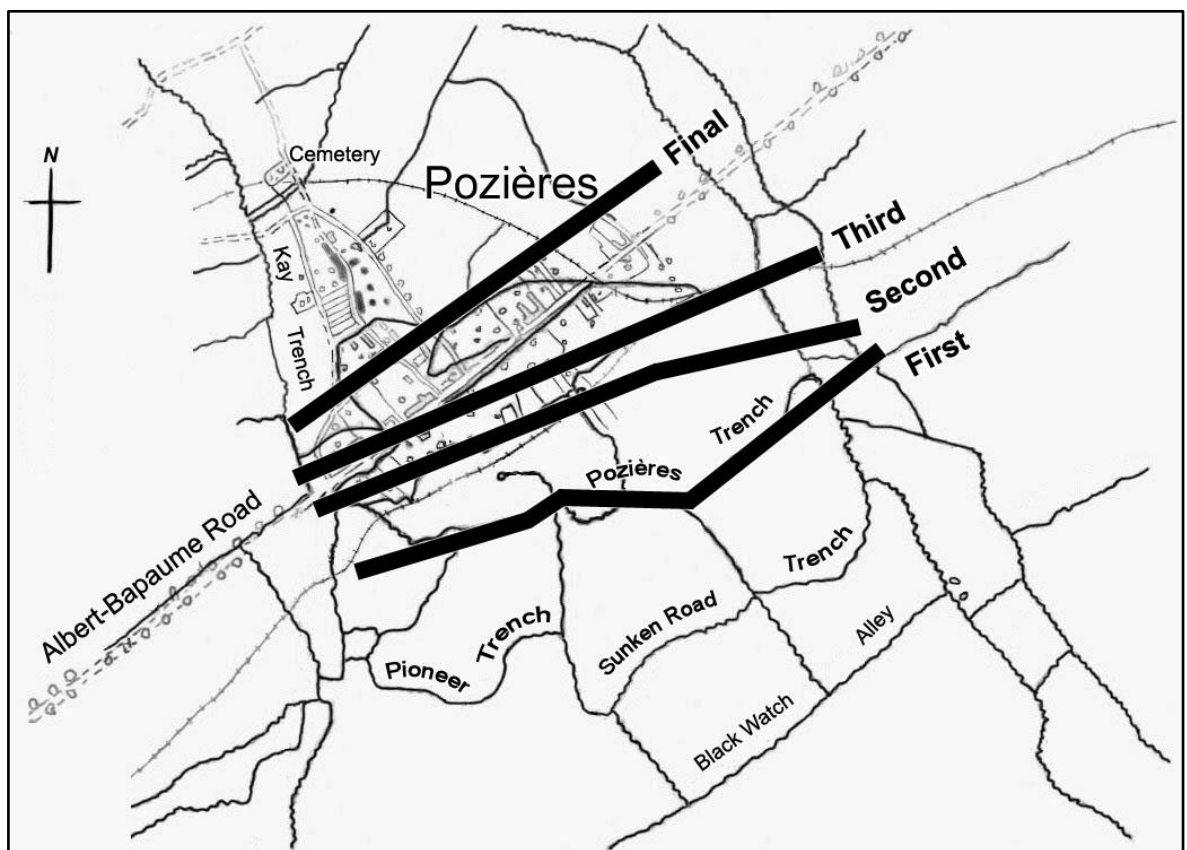 N
Cemetery
Pozières
Final
Kay
Trench
Third
Second
First
Trench
Pozières
Albert-Bapaume Road
Trench
Sunken Road
Trench
Pioneer
Alley
Black Watch